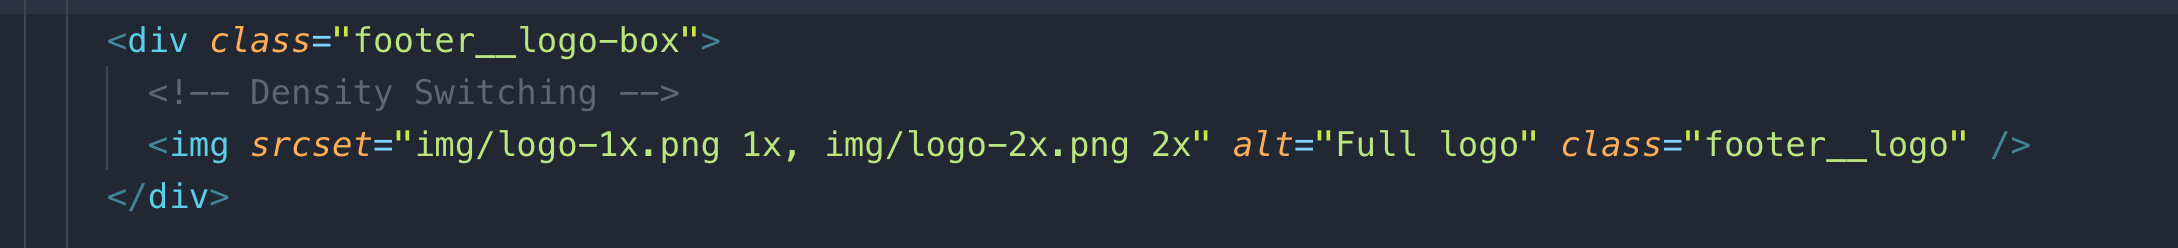 <div class="footer__logo-box">
<!-- Density Switching -->
<img srcset="img/logo-1x.png 1x, img/logo-2x.png 2x" alt="Full logo" class="footer__logo" />
</div>